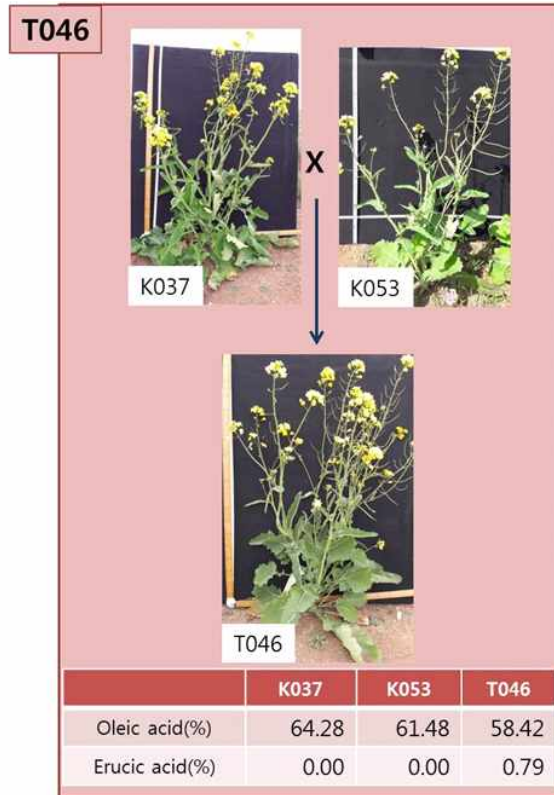 T046
X
K037
K053
T046
K037 K053 T046
Oleic acid(%) 64.28 61.48 58.42
Erucic acid(%) 0.00 0.00 0.79